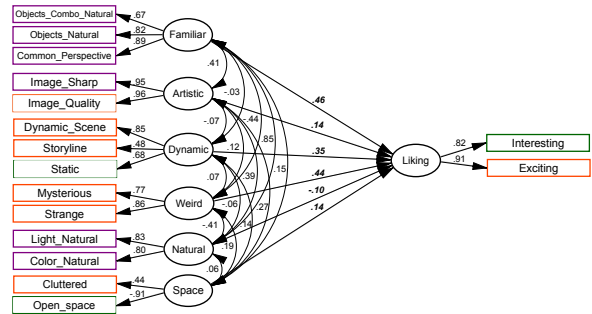 Objects_Combo_Natural
.67
Objects_Natural
.82
Familiar
Common_Perspective
.89
.41
Image_Sharp
.95
Artistic
-.03
.46
Image_Quality
.96
-.44
-.07
.85
.14
Dynamic_Scene
.85
.82
Interesting
Storyline
.48
Dynamic
.12
.35
Liking
Static
.68
.39
.15
.91
Exciting
.07
.44
Mysterious
.77
Weird
-.06
-.10
Strange
.86
.27
.14
-.41
.14
Light_Natural
.83
Natural
.19
Color_Natural
.80
.06
Cluttered
.44
Space
Open_space
-.91